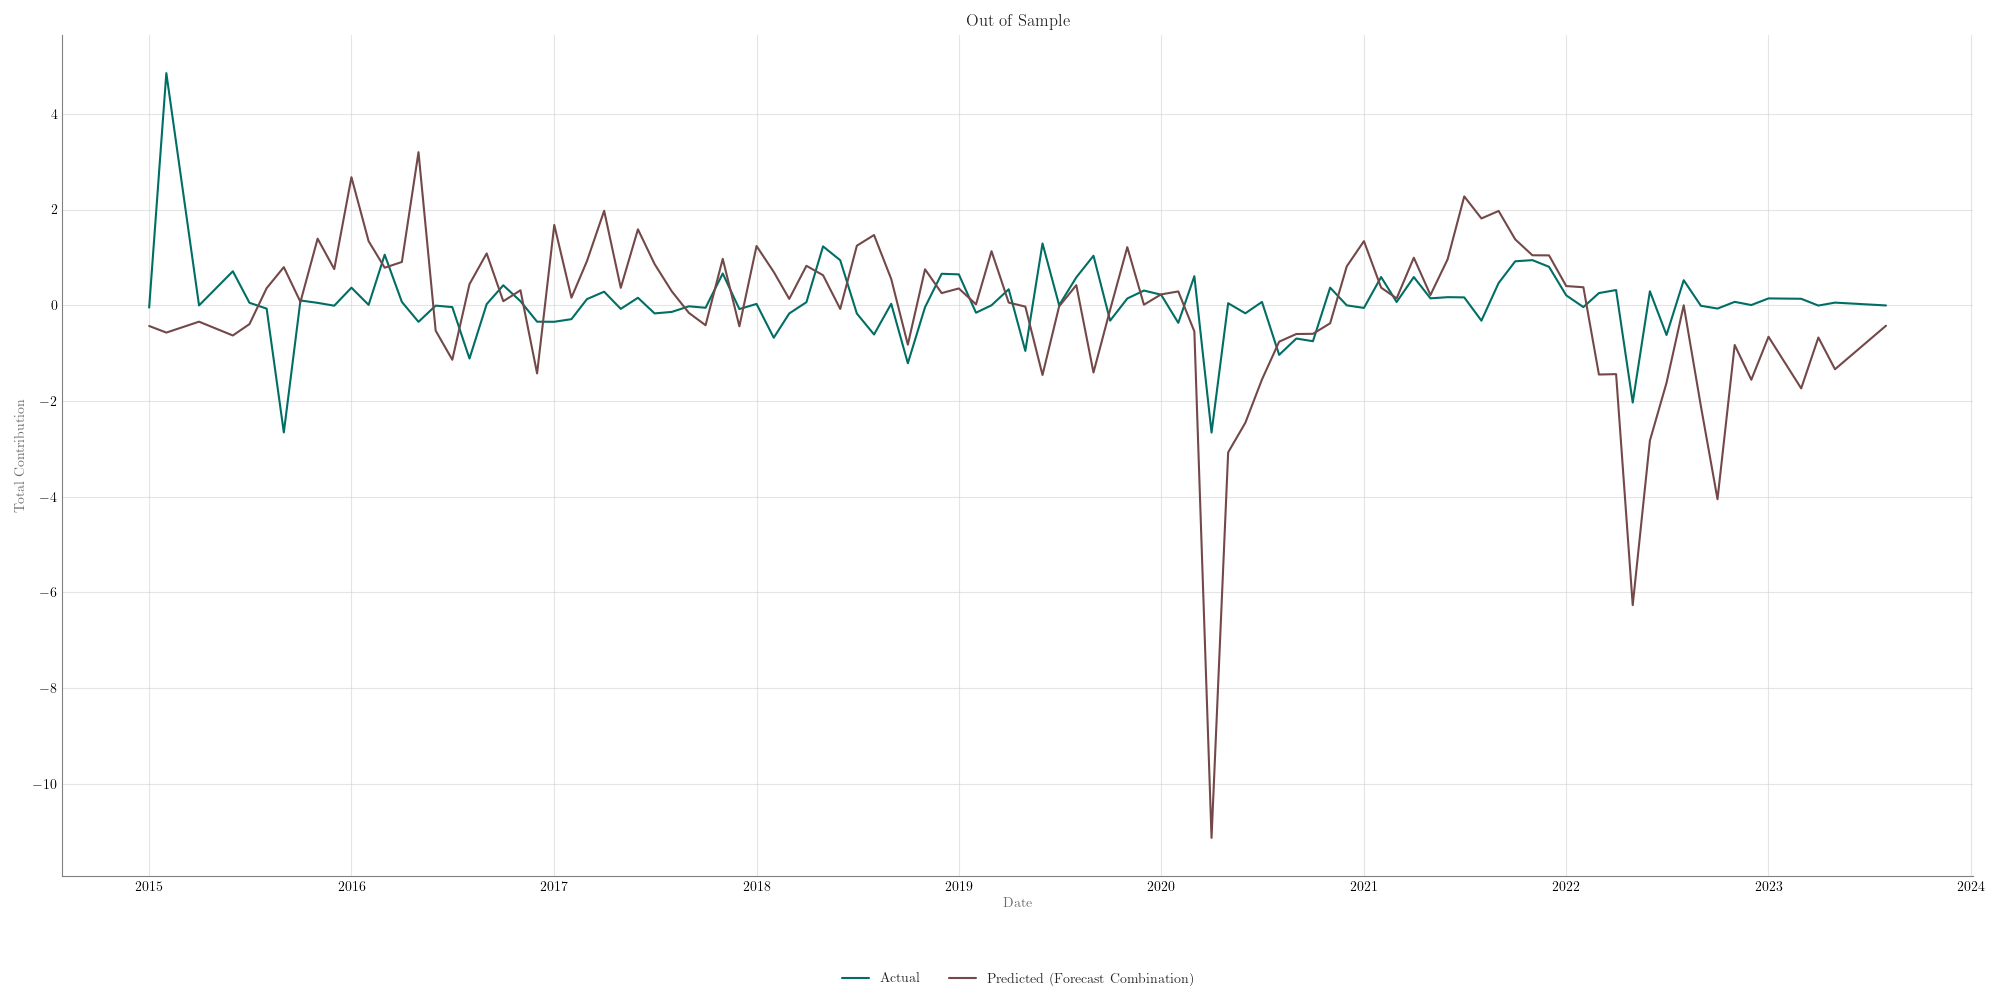 Out of Sample
4
2
0
−2
−4
−6
−8
−10
Total Contribution
2015 2016 2017 2018 2019 2020 2021 2022 2023 2024
Date
Actual Predicted (Forecast Combination)